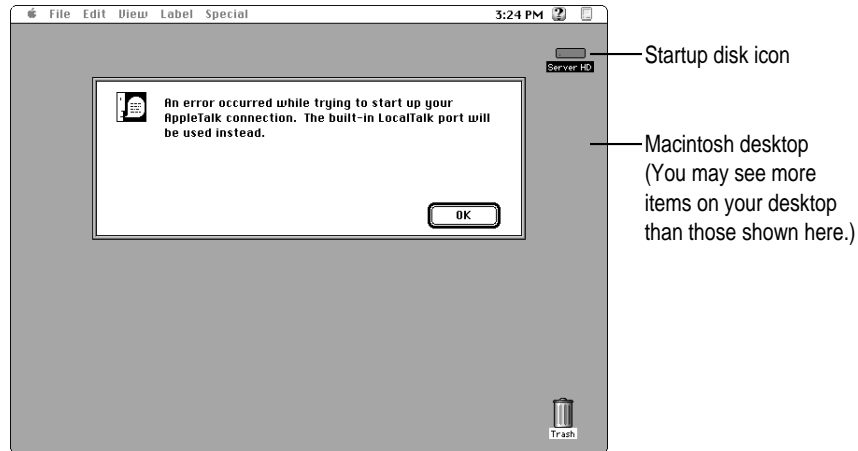 File Edit View Label Special 3:24 PM
Startup disk icon
Server HD
An error occurred while trying to start up your
AppleTalk connection. The built-in LocalTalk port will
be used instead.
OK
Macintosh desktop
(You may see more
items on your desktop
than those shown here.)
Trash